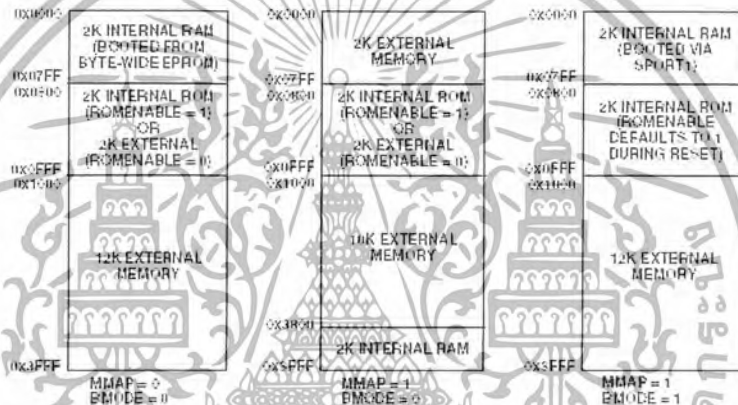 0x0000
2K INTERNAL RAM
(BOOTED FROM
BYTE-WIDE EPROM)
0x07FF
0x0800
2K INTERNAL ROM
(ROMENABLE = 1)
OR
2K EXTERNAL
(ROMENABLE = 0)
0x0FFF
0x1000
12K EXTERNAL
MEMORY
0x3FFF
MMAP = 0
BMODE = 0
0x0000
2K EXTERNAL
MEMORY
0x07FF
0x0800
2K INTERNAL ROM
(ROMENABLE = 1)
OR
2K EXTERNAL
(ROMENABLE = 0)
0x0FFF
0x1000
10K EXTERNAL
MEMORY
0x3800
2K INTERNAL RAM
0x3FFF
MMAP = 1
BMODE = 0
0x0000
2K INTERNAL RAM
(BOOTED VIA
SPORT1)
0x07FF
0x0800
2K INTERNAL ROM
(ROMENABLE
DEFAULTS TO 1
DURING RESET)
0x0FFF
0x1000
12K EXTERNAL
MEMORY
0x3FFF
MMAP = 1
BMODE = 1